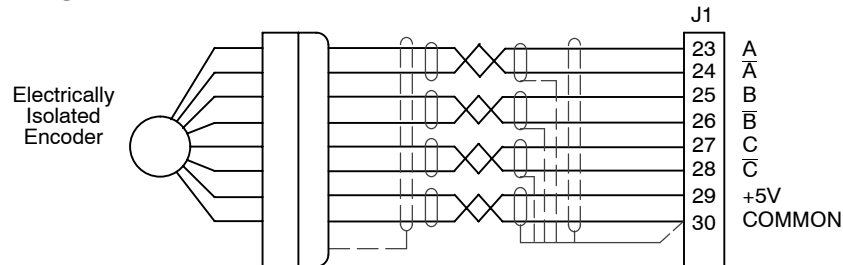 J1
Electrically
Isolated
Encoder
23 A
24 A̅
25 B
26 B̅
27 C
28 C̅
29 +5V
30 COMMON